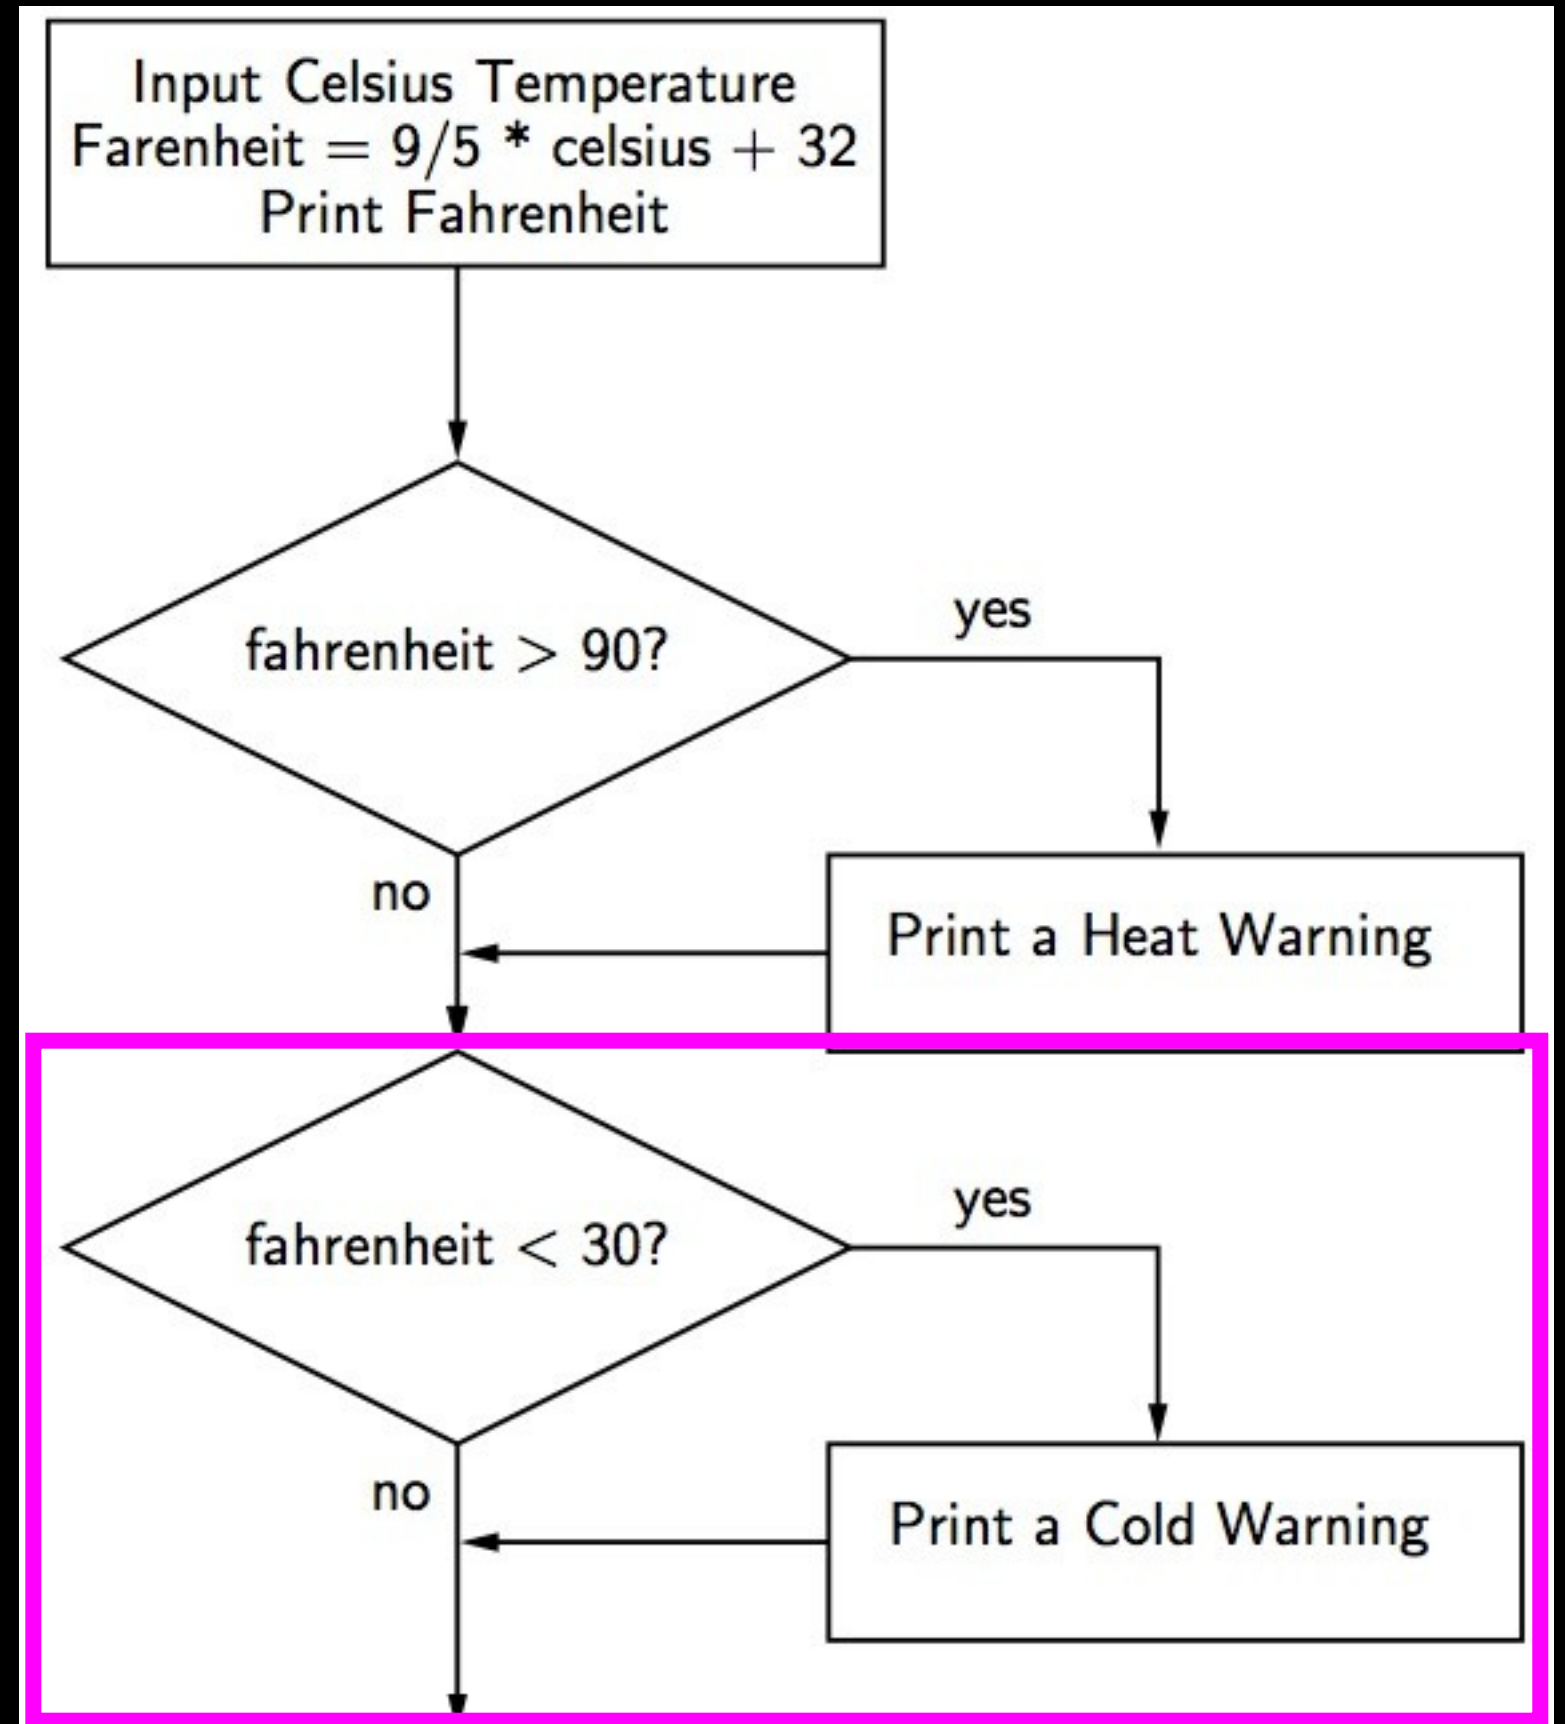 Input Celsius Temperature
Farenheit = 9/5 * celsius + 32
Print Fahrenheit
fahrenheit > 90?
yes
no
Print a Heat Warning
fahrenheit < 30?
yes
no
Print a Cold Warning